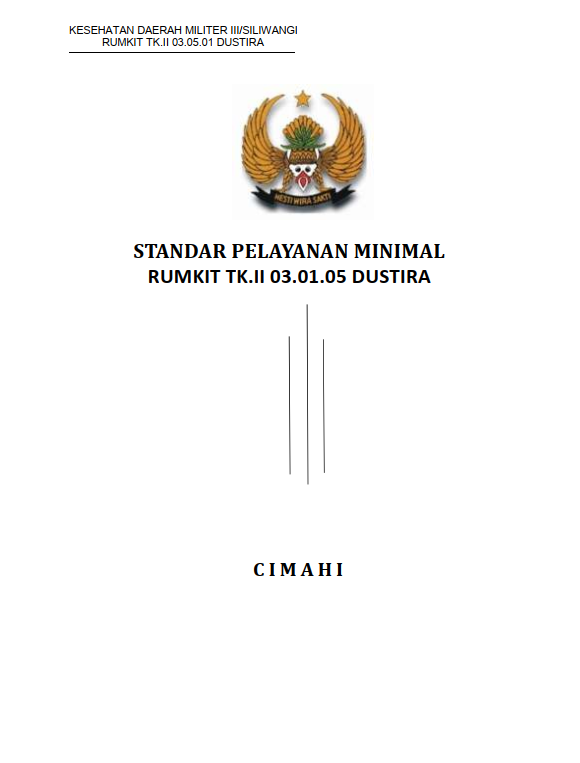 KESEHATAN DAERAH MILITER III/SILIWANGI
RUMKIT TK.II 03.05.01 DUSTIRA
HESTI WIRA SAKTI
STANDAR PELAYANAN MINIMAL
RUMKIT TK.II 03.01.05 DUSTIRA
C I M A H I